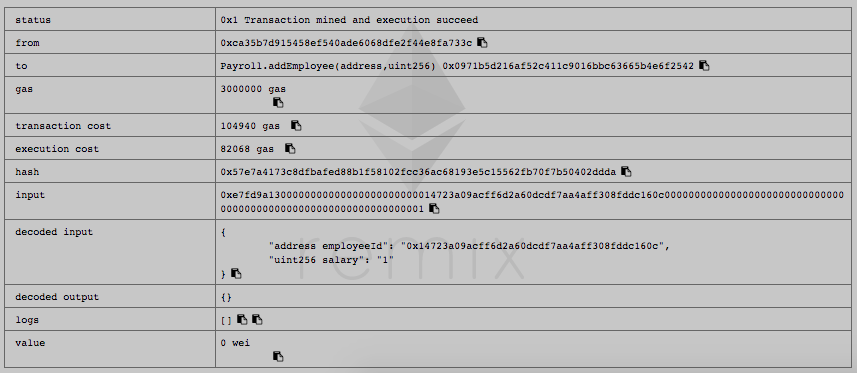 status 0x1 Transaction mined and execution succeed
from 0xca35b7d915458ef540ade6068dfe2f44e8fa733c
to Payroll.addEmployee(address,uint256) 0x0971b5d216af52c411c9016bbc63665b4e6f2542
gas 3000000 gas
transaction cost 104940 gas
execution cost 82068 gas
hash 0x57e7a4173c8dfbafed88b1f58102fcc36ac68193e5c15562fb70f7b50402ddda
input 0xe7fd9a1300000000000000000000000014723a09acff6d2a60dcdf7aa4aff308fddc160c0000000000000000000000000000
000000000000000000000000000000000001
decoded input {
"address employeeId": "0x14723a09acff6d2a60dcdf7aa4aff308fddc160c",
"uint256 salary": "1"
}
decoded output {}
logs []
value 0 wei
remix